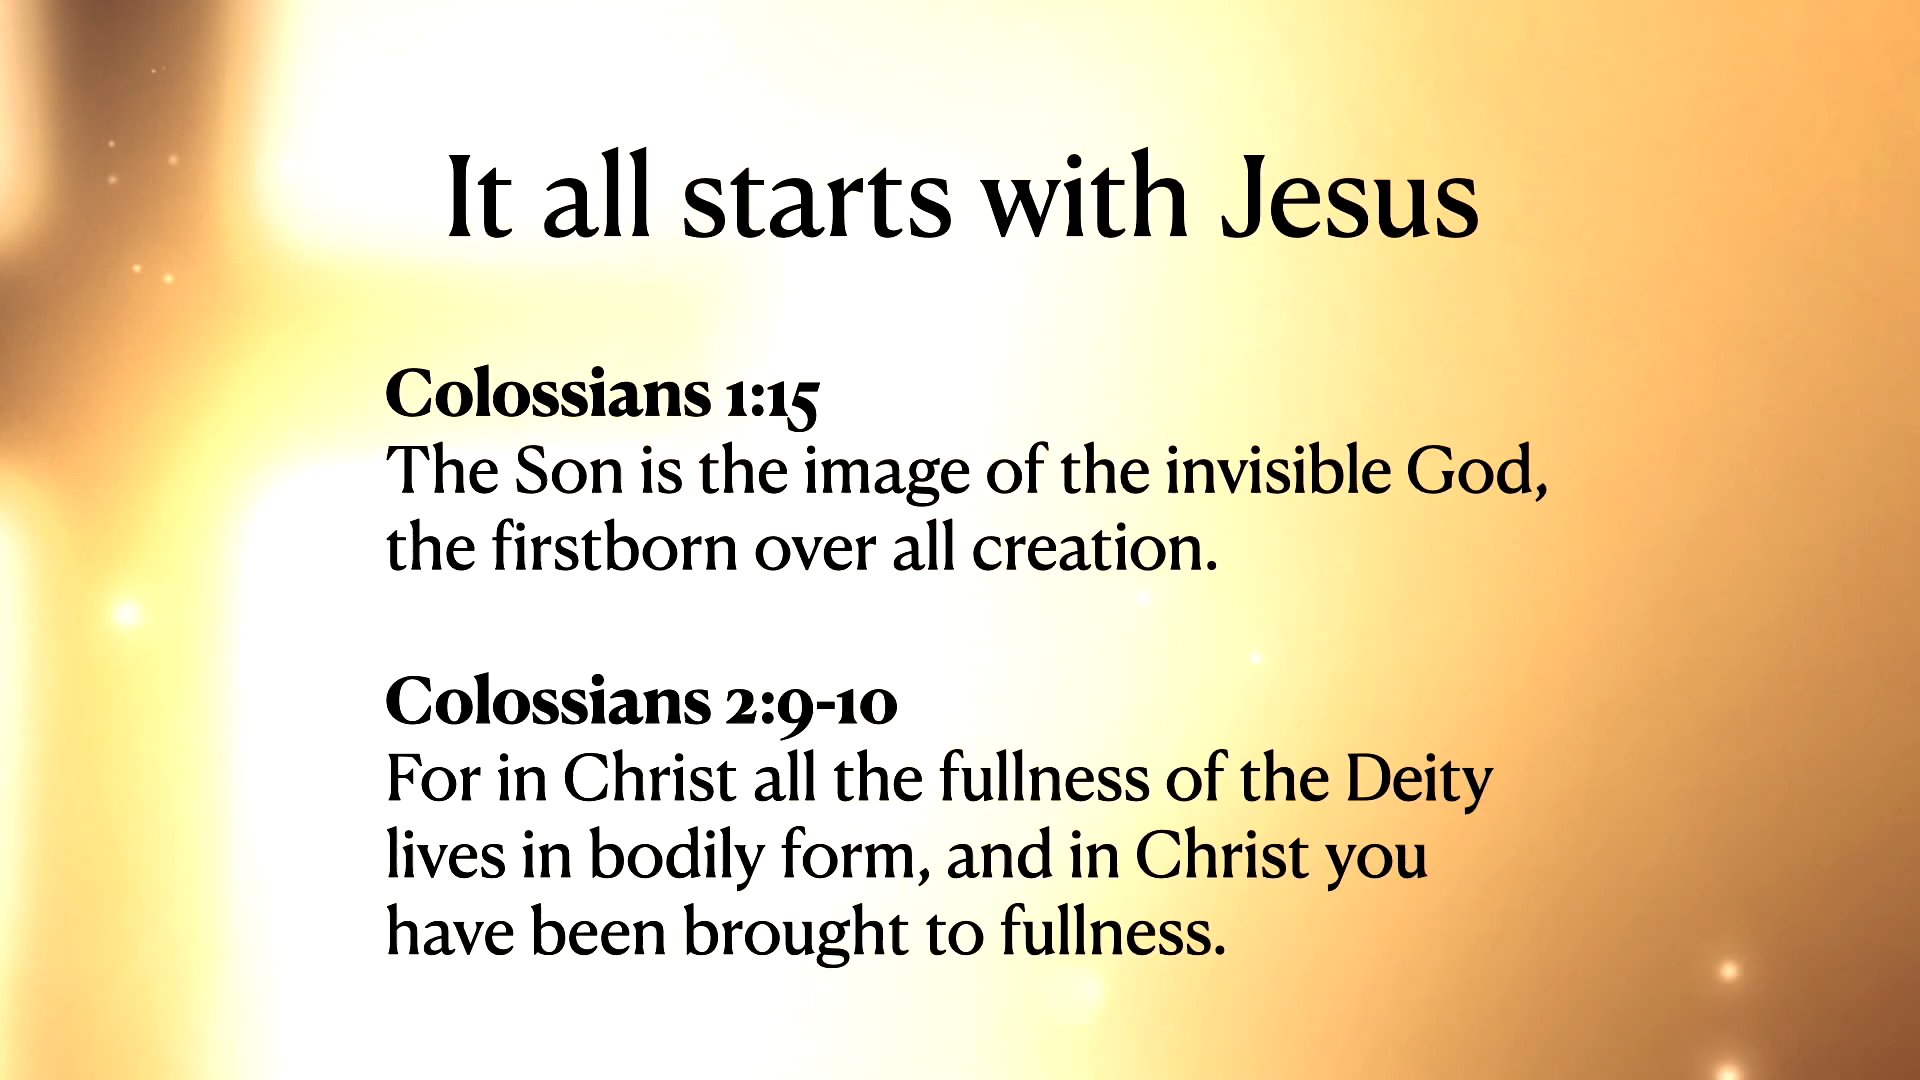 It all starts with Jesus
Colossians 1:15
The Son is the image of the invisible God,
the firstborn over all creation.
Colossians 2:9-10
For in Christ all the fullness of the Deity
lives in bodily form, and in Christ you
have been brought to fullness.